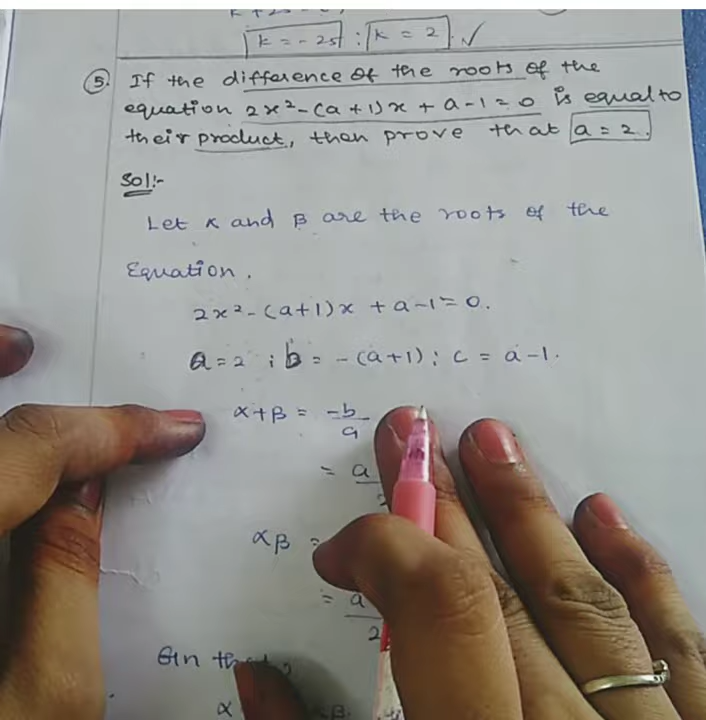 k = -25 ; k = 2 ✓
5. If the difference of the roots of the
equation 2x² - (a+1)x + a-1=0 is equal to
their product, then prove that a = 2.
Sol:-
Let α and β are the roots of the
Equation.
2x² - (a+1)x + a-1=0.
a=2 ; b = -(a+1) ; c = a-1.
α+β = -b/a
= a
αβ =
= a
2
Gin that
α β